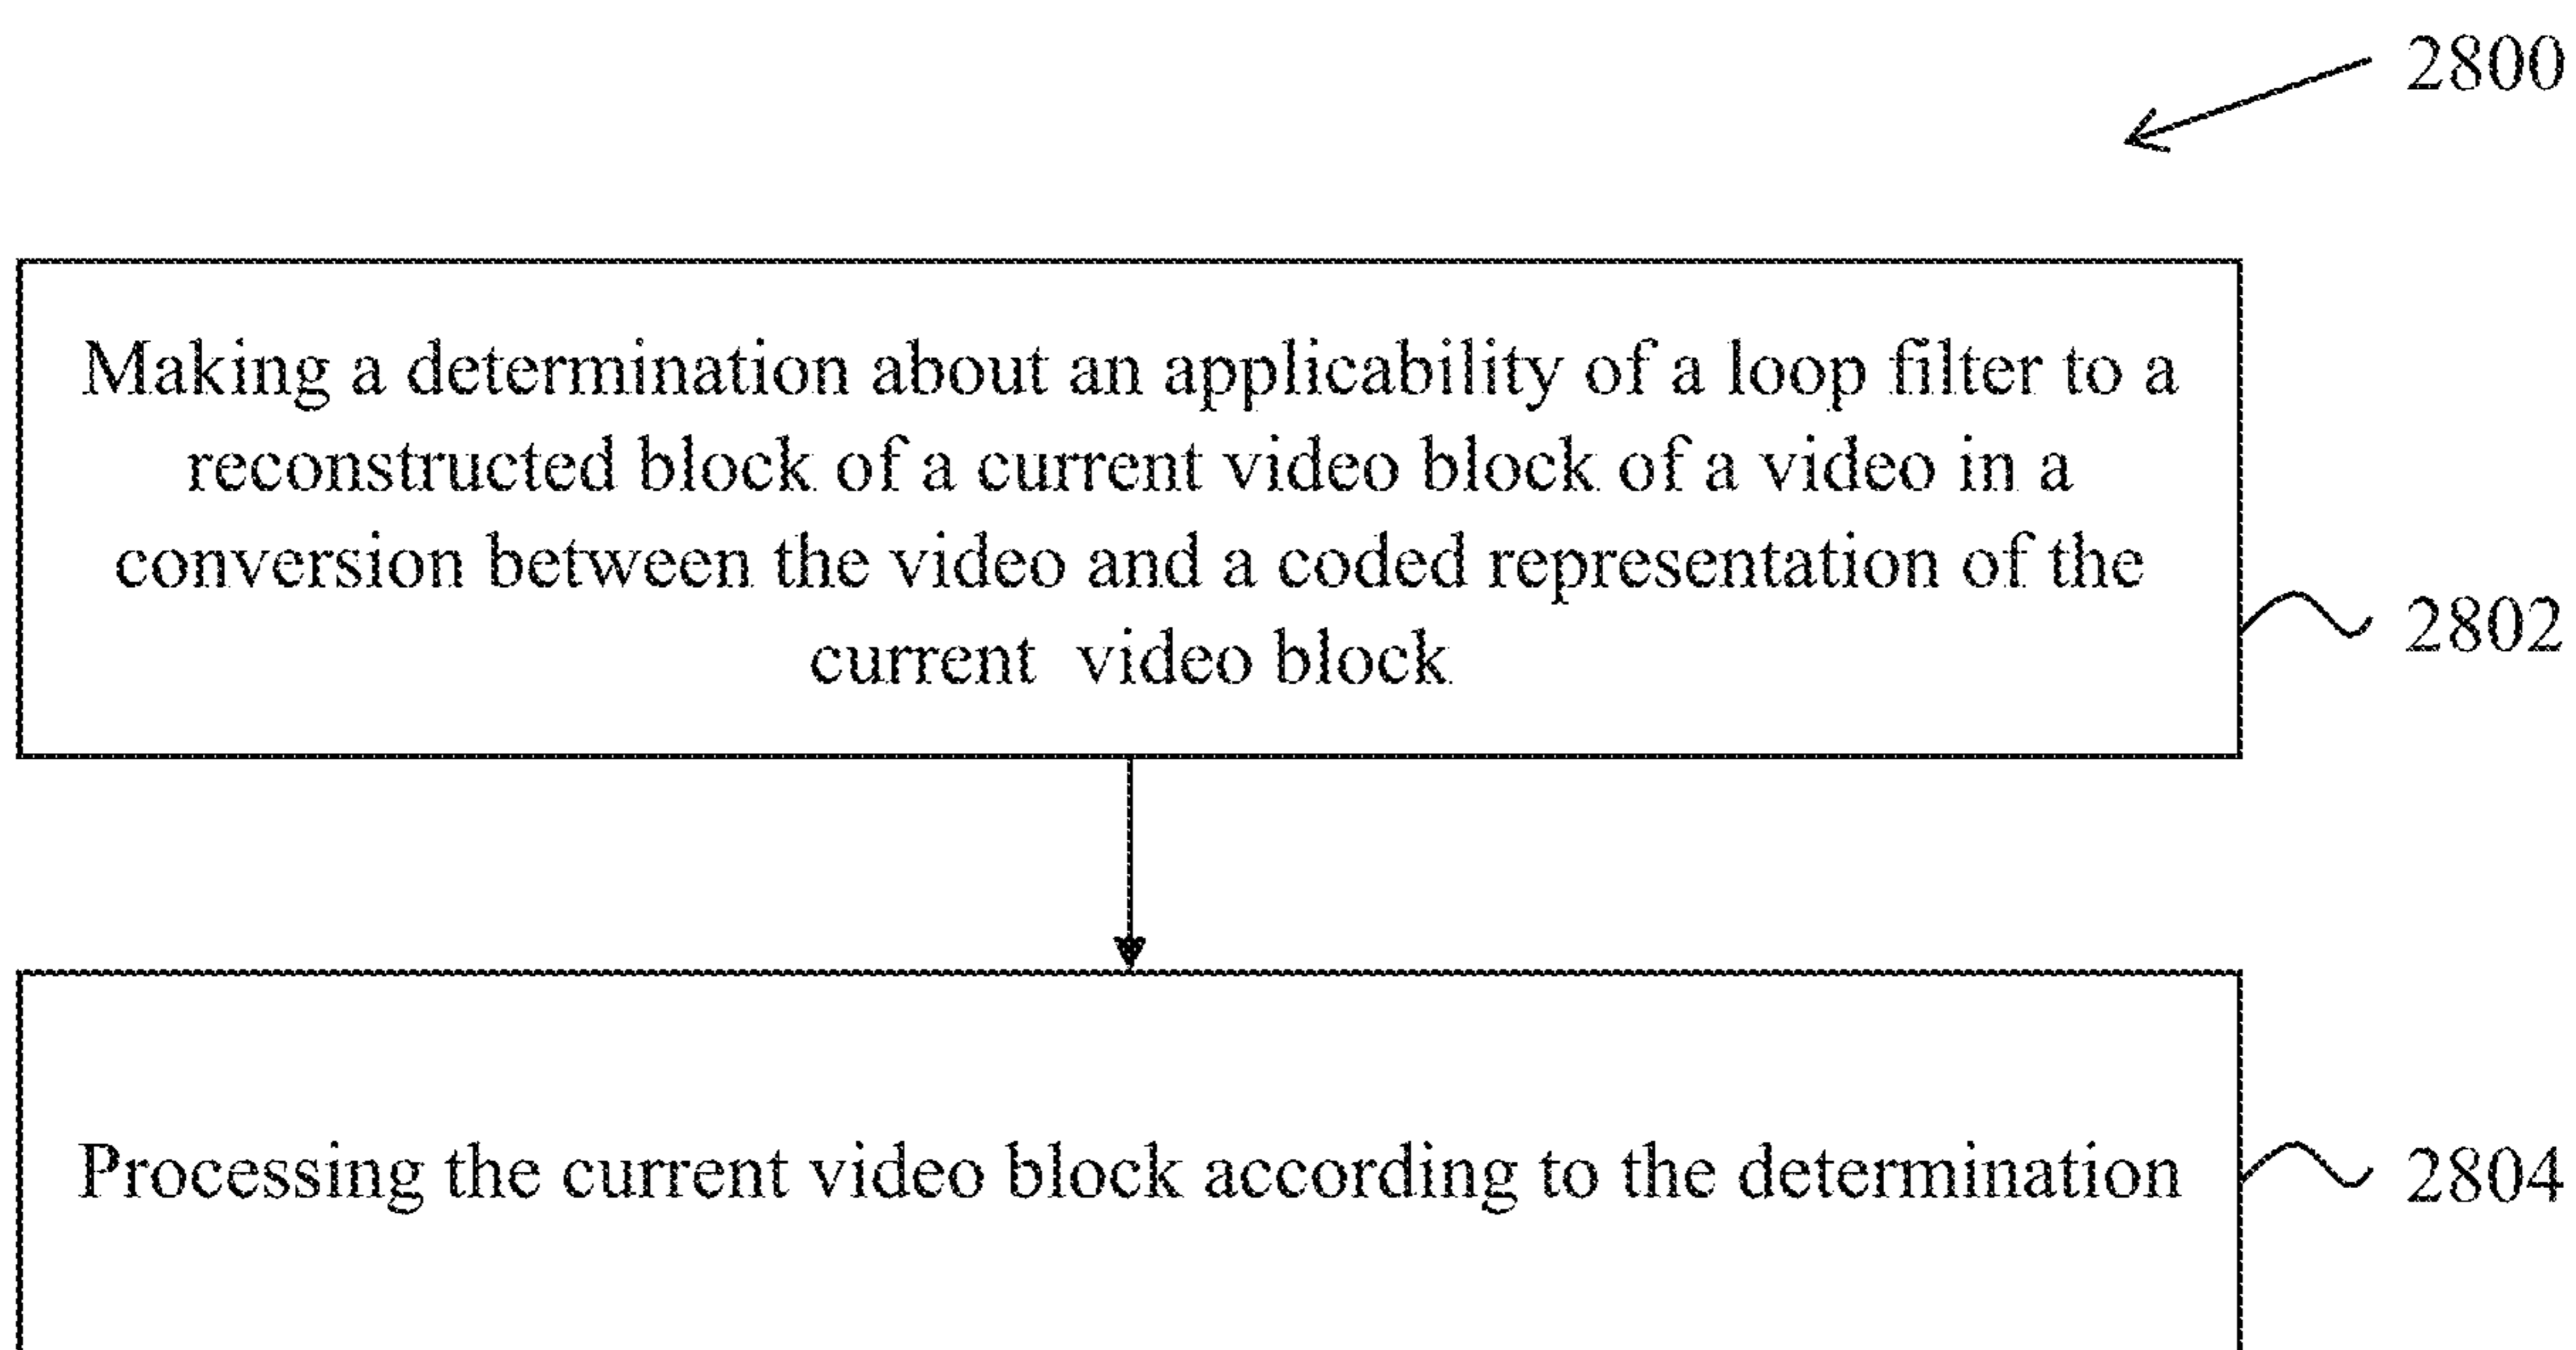 2800
Making a determination about an applicability of a loop filter to a
reconstructed block of a current video block of a video in a
conversion between the video and a coded representation of the
current video block
2802
Processing the current video block according to the determination
2804